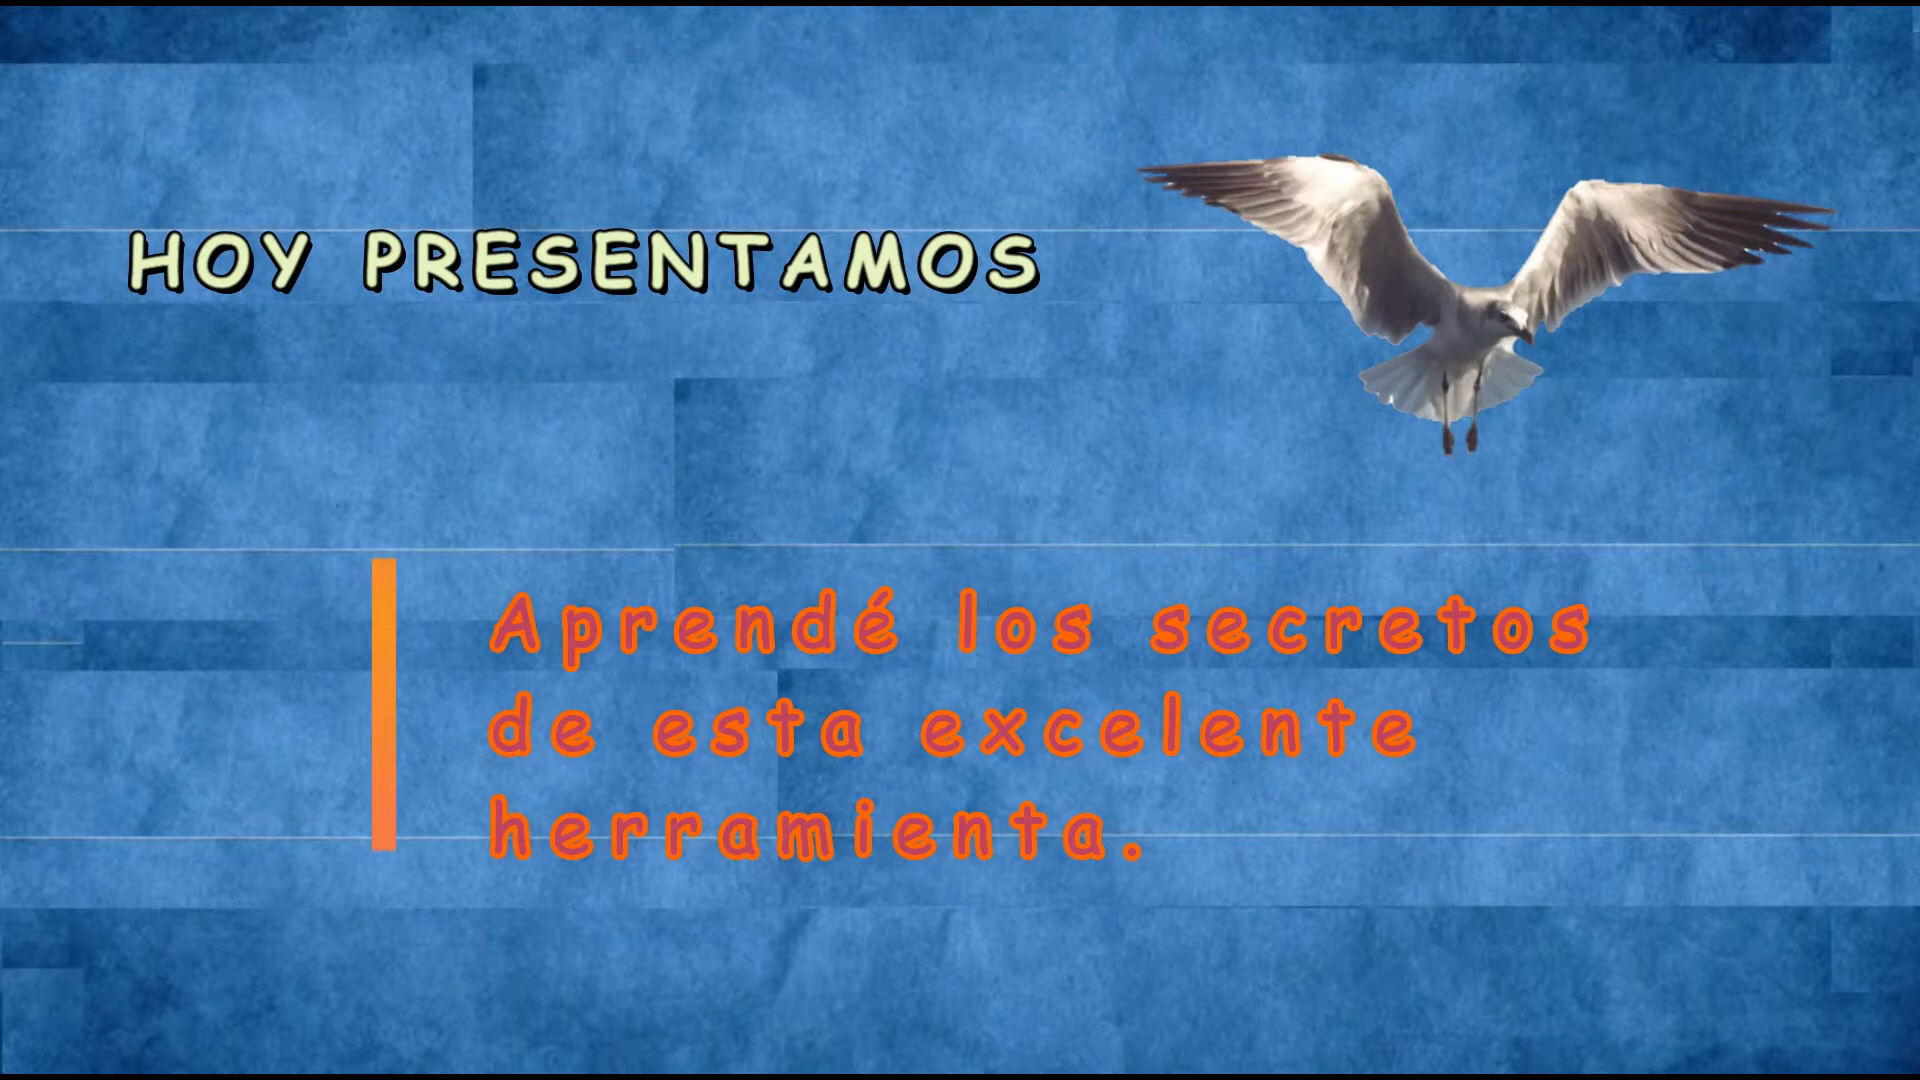 HOY PRESENTAMOS
Aprendé los secretos
de esta excelente
herramienta.